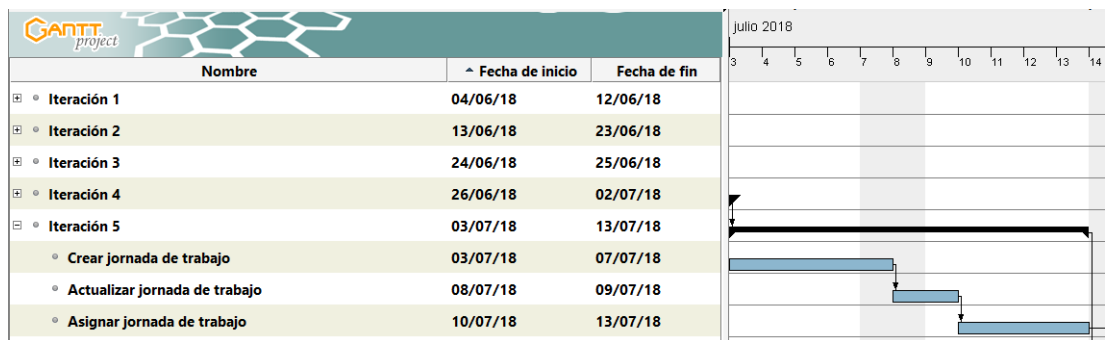 GANTT
project
julio 2018
3 4 5 6 7 8 9 10 11 12 13 14
Nombre Fecha de inicio Fecha de fin
Iteración 1 04/06/18 12/06/18
Iteración 2 13/06/18 23/06/18
Iteración 3 24/06/18 25/06/18
Iteración 4 26/06/18 02/07/18
Iteración 5 03/07/18 13/07/18
Crear jornada de trabajo 03/07/18 07/07/18
Actualizar jornada de trabajo 08/07/18 09/07/18
Asignar jornada de trabajo 10/07/18 13/07/18